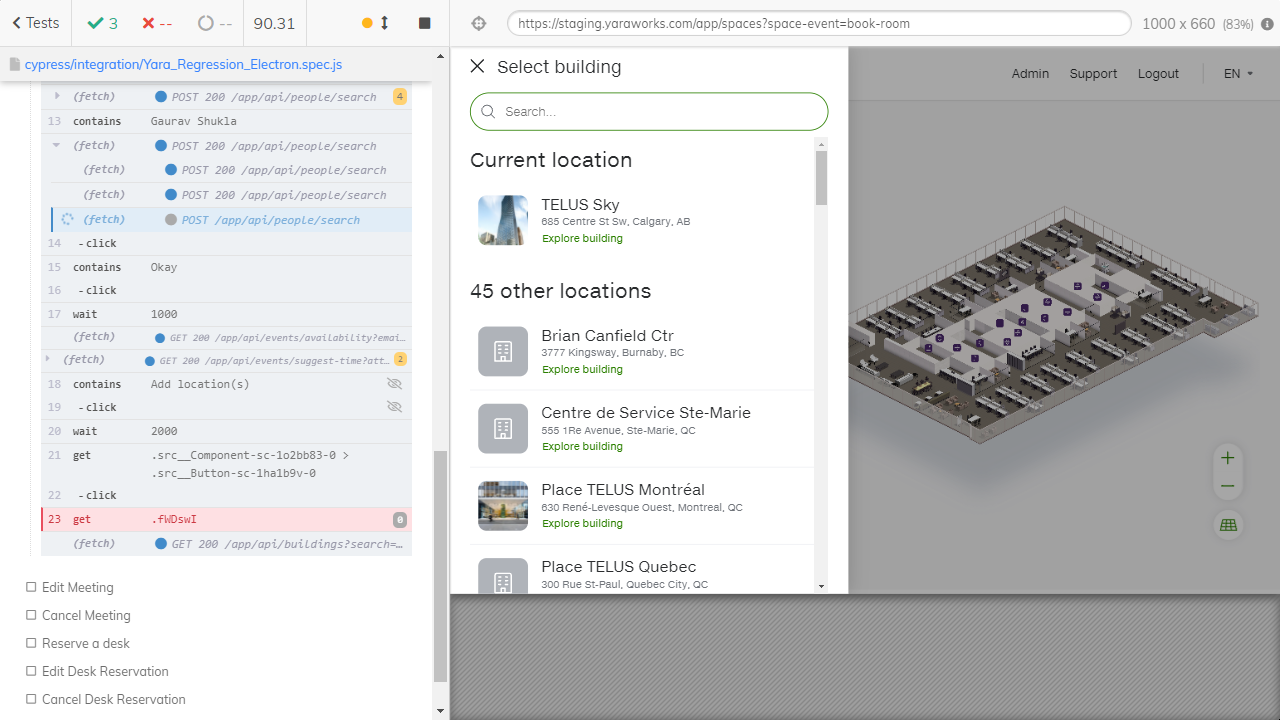 Tests
3
--
--
90.31
https://staging.yaraworks.com/app/spaces?space-event=book-room
1000 x 660 (83%)
cypress/integration/Yara_Regression_Electron.spec.js
(fetch) POST 200 /app/api/people/search 4
13 contains Gaurav Shukla
(fetch) POST 200 /app/api/people/search
(fetch) POST 200 /app/api/people/search
(fetch) POST 200 /app/api/people/search
(fetch) POST /app/api/people/search
14 - click
15 contains Okay
16 - click
17 wait 1000
(fetch) GET 200 /app/api/events/availability?emai...
(fetch) GET 200 /app/api/events/suggest-time?att... 2
18 contains Add location(s)
19 - click
20 wait 2000
21 get .src__Component-sc-1o2bb83-0 >
.src__Button-sc-1ha1b9v-0
22 - click
23 get .fWDswI 0
(fetch) GET 200 /app/api/buildings?search=...
Edit Meeting
Cancel Meeting
Reserve a desk
Edit Desk Reservation
Cancel Desk Reservation
Select building
Search...
Current location
TELUS Sky
685 Centre St Sw, Calgary, AB
Explore building
45 other locations
Brian Canfield Ctr
3777 Kingsway, Burnaby, BC
Explore building
Centre de Service Ste-Marie
555 1Re Avenue, Ste-Marie, QC
Explore building
Place TELUS Montréal
630 René-Levesque Ouest, Montreal, QC
Explore building
Place TELUS Quebec
300 Rue St-Paul, Quebec City, QC
Admin
Support
Logout
EN